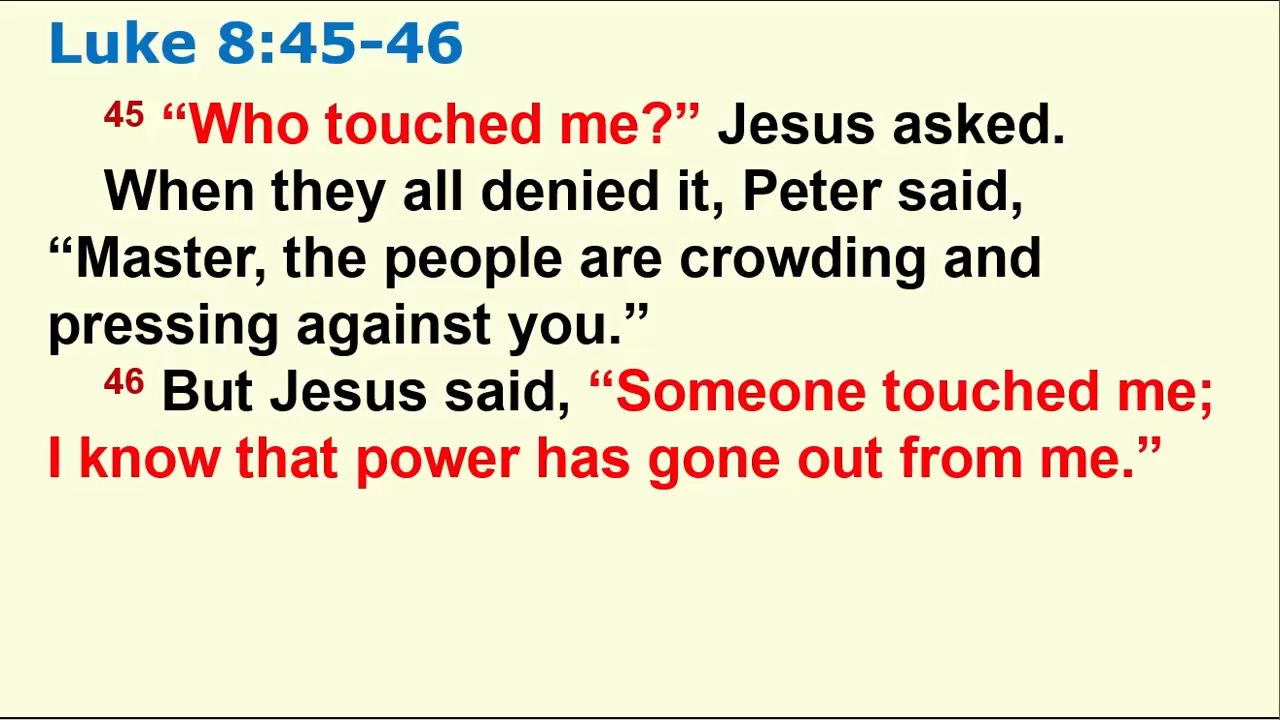 Luke 8:45-46
45 “Who touched me?” Jesus asked.
When they all denied it, Peter said,
“Master, the people are crowding and
pressing against you.”
46 But Jesus said, “Someone touched me;
I know that power has gone out from me.”